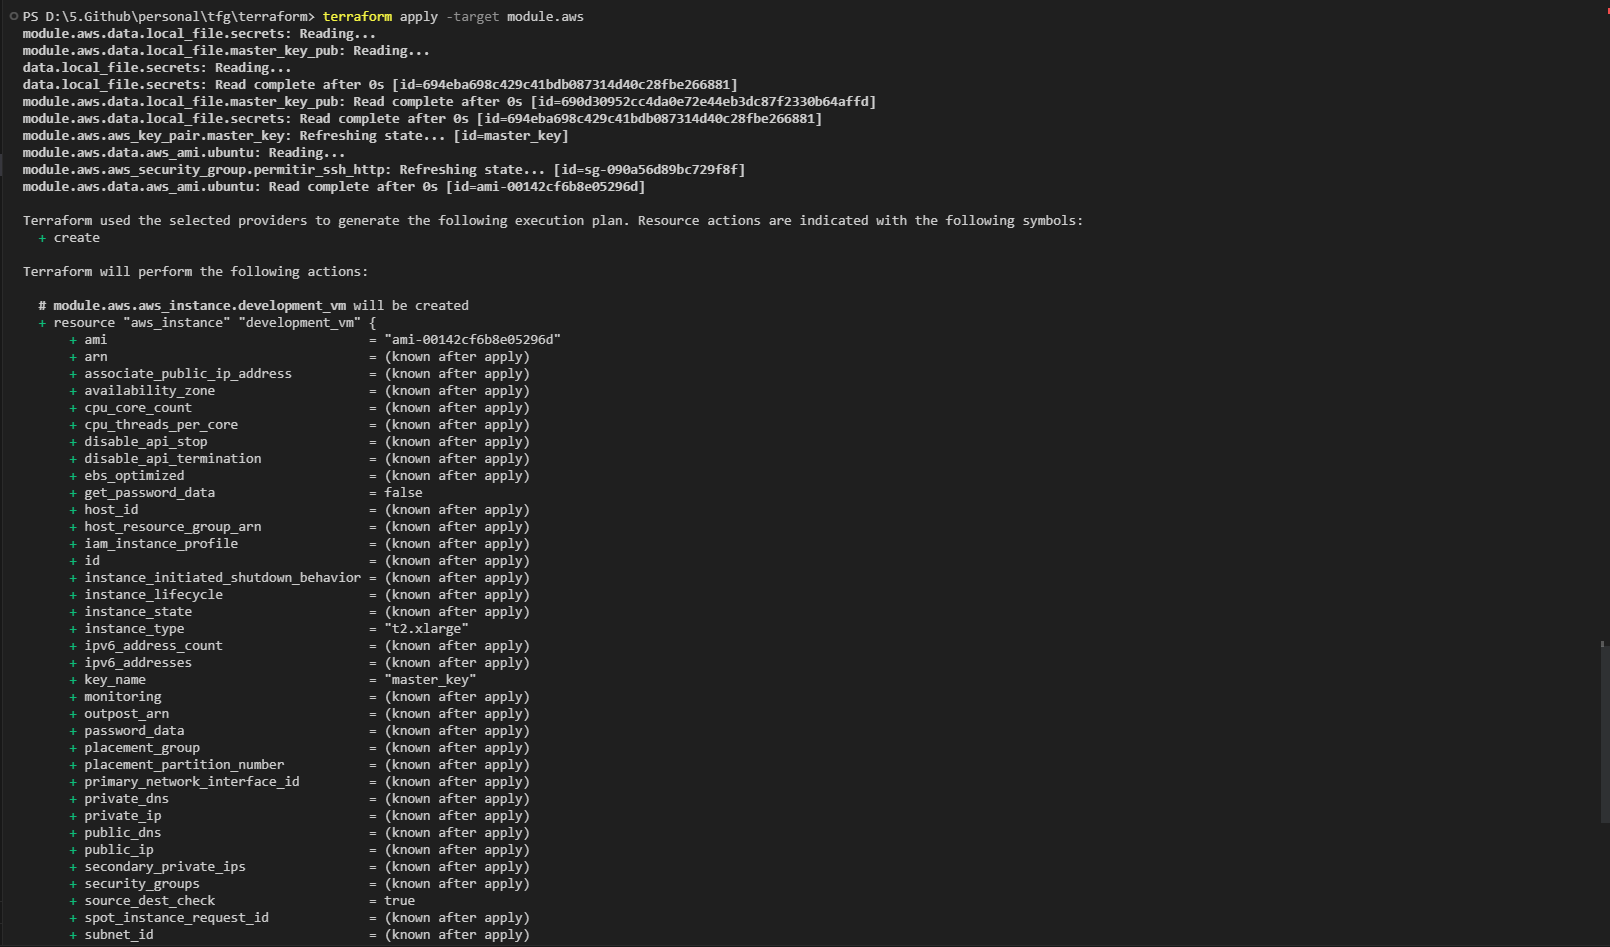 PS D:\5.Github\personal\tfg\terraform> terraform apply -target module.aws
module.aws.data.local_file.secrets: Reading...
module.aws.data.local_file.master_key_pub: Reading...
data.local_file.secrets: Reading...
data.local_file.secrets: Read complete after 0s [id=694eba698c429c41bdb087314d40c28fbe266881]
module.aws.data.local_file.master_key_pub: Read complete after 0s [id=690d30952cc4da0e72e44eb3dc87f2330b64affd]
module.aws.data.local_file.secrets: Read complete after 0s [id=694eba698c429c41bdb087314d40c28fbe266881]
module.aws.aws_key_pair.master_key: Refreshing state... [id=master_key]
module.aws.data.aws_ami.ubuntu: Reading...
module.aws.aws_security_group.permitir_ssh_http: Refreshing state... [id=sg-090a56d89bc729f8f]
module.aws.data.aws_ami.ubuntu: Read complete after 0s [id=ami-00142cf6b8e05296d]

Terraform used the selected providers to generate the following execution plan. Resource actions are indicated with the following symbols:
  + create

Terraform will perform the following actions:

  # module.aws.aws_instance.development_vm will be created
  + resource "aws_instance" "development_vm" {
      + ami                                  = "ami-00142cf6b8e05296d"
      + arn                                  = (known after apply)
      + associate_public_ip_address          = (known after apply)
      + availability_zone                    = (known after apply)
      + cpu_core_count                       = (known after apply)
      + cpu_threads_per_core                 = (known after apply)
      + disable_api_stop                     = (known after apply)
      + disable_api_termination              = (known after apply)
      + ebs_optimized                        = (known after apply)
      + get_password_data                    = false
      + host_id                              = (known after apply)
      + host_resource_group_arn              = (known after apply)
      + iam_instance_profile                 = (known after apply)
      + id                                   = (known after apply)
      + instance_initiated_shutdown_behavior = (known after apply)
      + instance_lifecycle                   = (known after apply)
      + instance_state                       = (known after apply)
      + instance_type                        = "t2.xlarge"
      + ipv6_address_count                   = (known after apply)
      + ipv6_addresses                       = (known after apply)
      + key_name                             = "master_key"
      + monitoring                           = (known after apply)
      + outpost_arn                          = (known after apply)
      + password_data                        = (known after apply)
      + placement_group                      = (known after apply)
      + placement_partition_number           = (known after apply)
      + primary_network_interface_id         = (known after apply)
      + private_dns                          = (known after apply)
      + private_ip                           = (known after apply)
      + public_dns                           = (known after apply)
      + public_ip                            = (known after apply)
      + secondary_private_ips                = (known after apply)
      + security_groups                      = (known after apply)
      + source_dest_check                    = true
      + spot_instance_request_id             = (known after apply)
      + subnet_id                            = (known after apply)